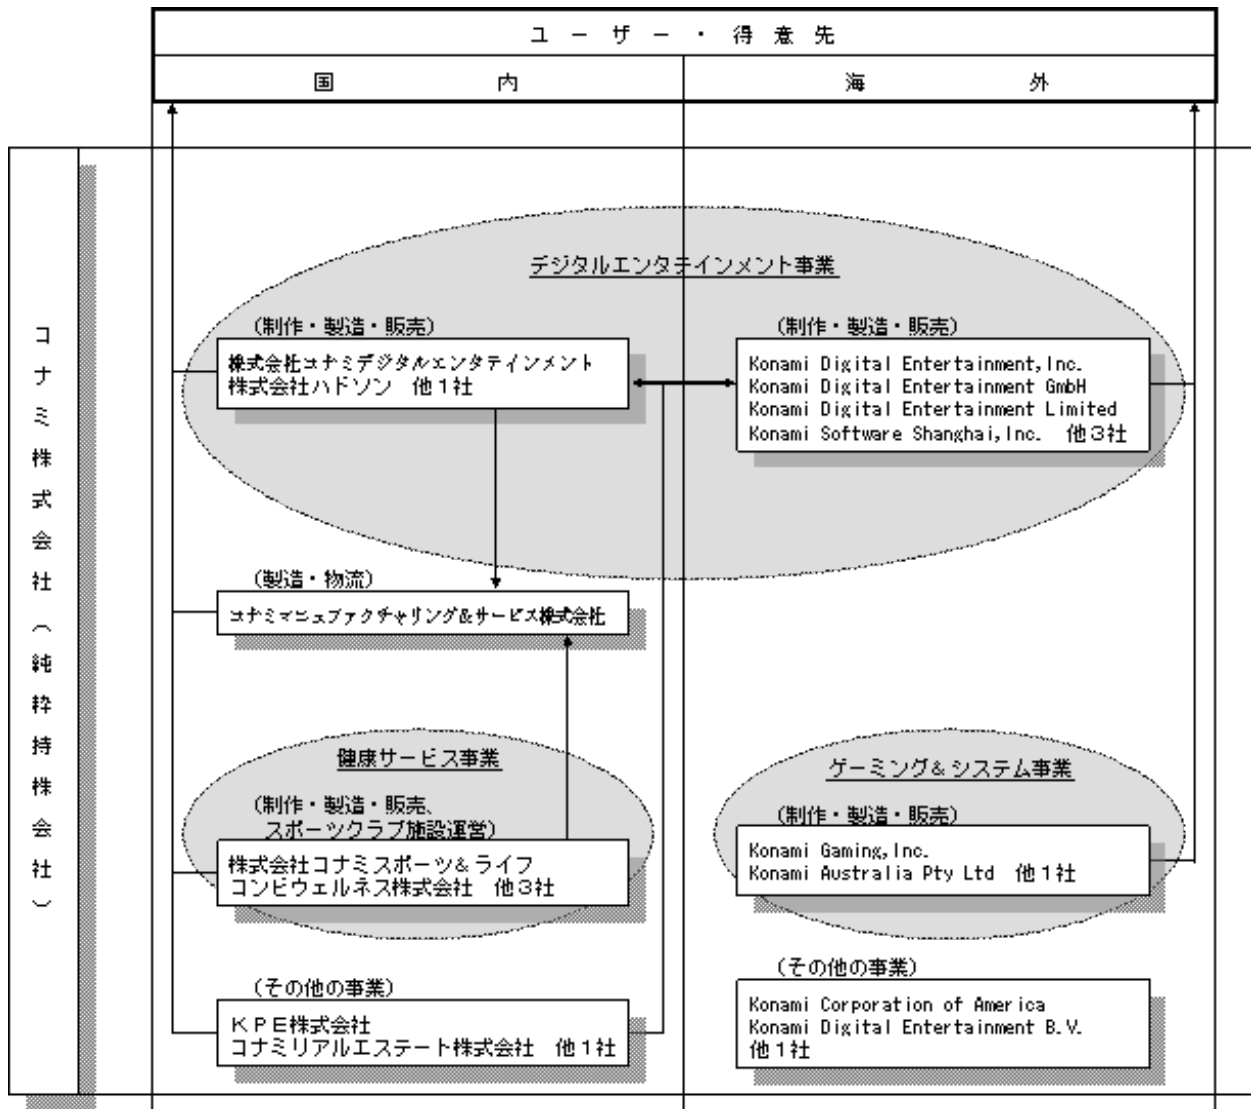 ユーザー・得意先
国内
海外
コナミ株式会社（純粋持株会社）
デジタルエンタテインメント事業
（制作・製造・販売）
株式会社コナミデジタルエンタテインメント
株式会社ハドソン　他１社
（制作・製造・販売）
Konami Digital Entertainment,Inc.
Konami Digital Entertainment GmbH
Konami Digital Entertainment Limited
Konami Software Shanghai,Inc.　他３社
（製造・物流）
コナミマニュファクチャリング&サービス株式会社
健康サービス事業
（制作・製造・販売、
スポーツクラブ施設運営）
株式会社コナミスポーツ&ライフ
コンビウェルネス株式会社　他３社
ゲーミング&システム事業
（制作・製造・販売）
Konami Gaming,Inc.
Konami Australia Pty Ltd　他１社
（その他の事業）
ＫＰＥ株式会社
コナミリアルエステート株式会社　他１社
（その他の事業）
Konami Corporation of America
Konami Digital Entertainment B.V.
他１社